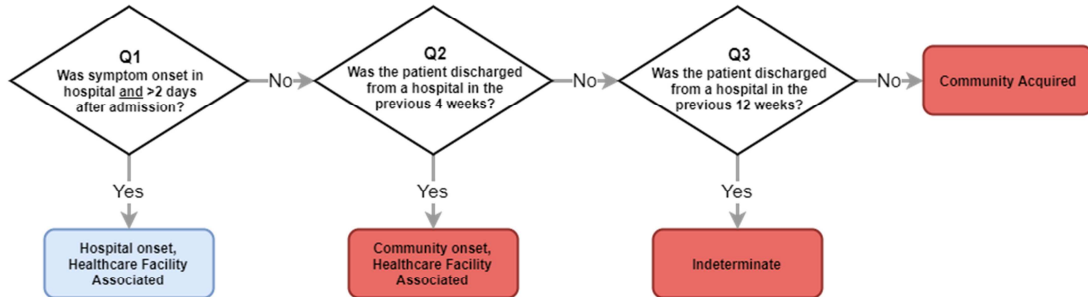 Q1
Was symptom onset in
hospital and >2 days
after admission?
No
Q2
Was the patient discharged
from a hospital in the
previous 4 weeks?
No
Q3
Was the patient discharged
from a hospital in the
previous 12 weeks?
No
Community Acquired
Yes
Yes
Yes
Hospital onset,
Healthcare Facility
Associated
Community onset,
Healthcare Facility
Associated
Indeterminate